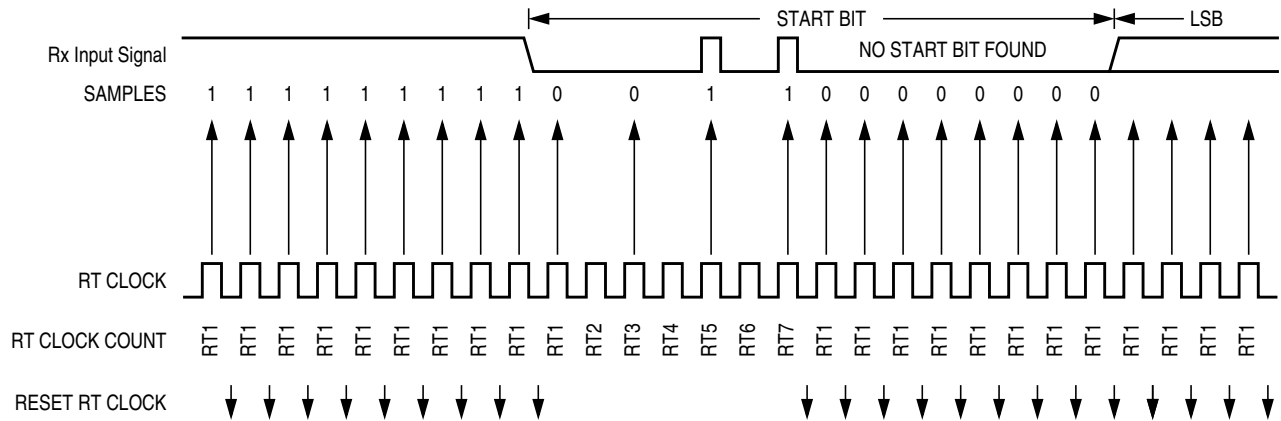 START BIT LSB
Rx Input Signal NO START BIT FOUND
SAMPLES 1 1 1 1 1 1 1 1 1 0 0 1 1 0 0 0 0 0 0 0 0
RT CLOCK
RT CLOCK COUNT RT1 RT1 RT1 RT1 RT1 RT1 RT1 RT1 RT1 RT1 RT2 RT3 RT4 RT5 RT6 RT7 RT1 RT1 RT1 RT1 RT1 RT1 RT1 RT1 RT1 RT1 RT1 RT1
RESET RT CLOCK